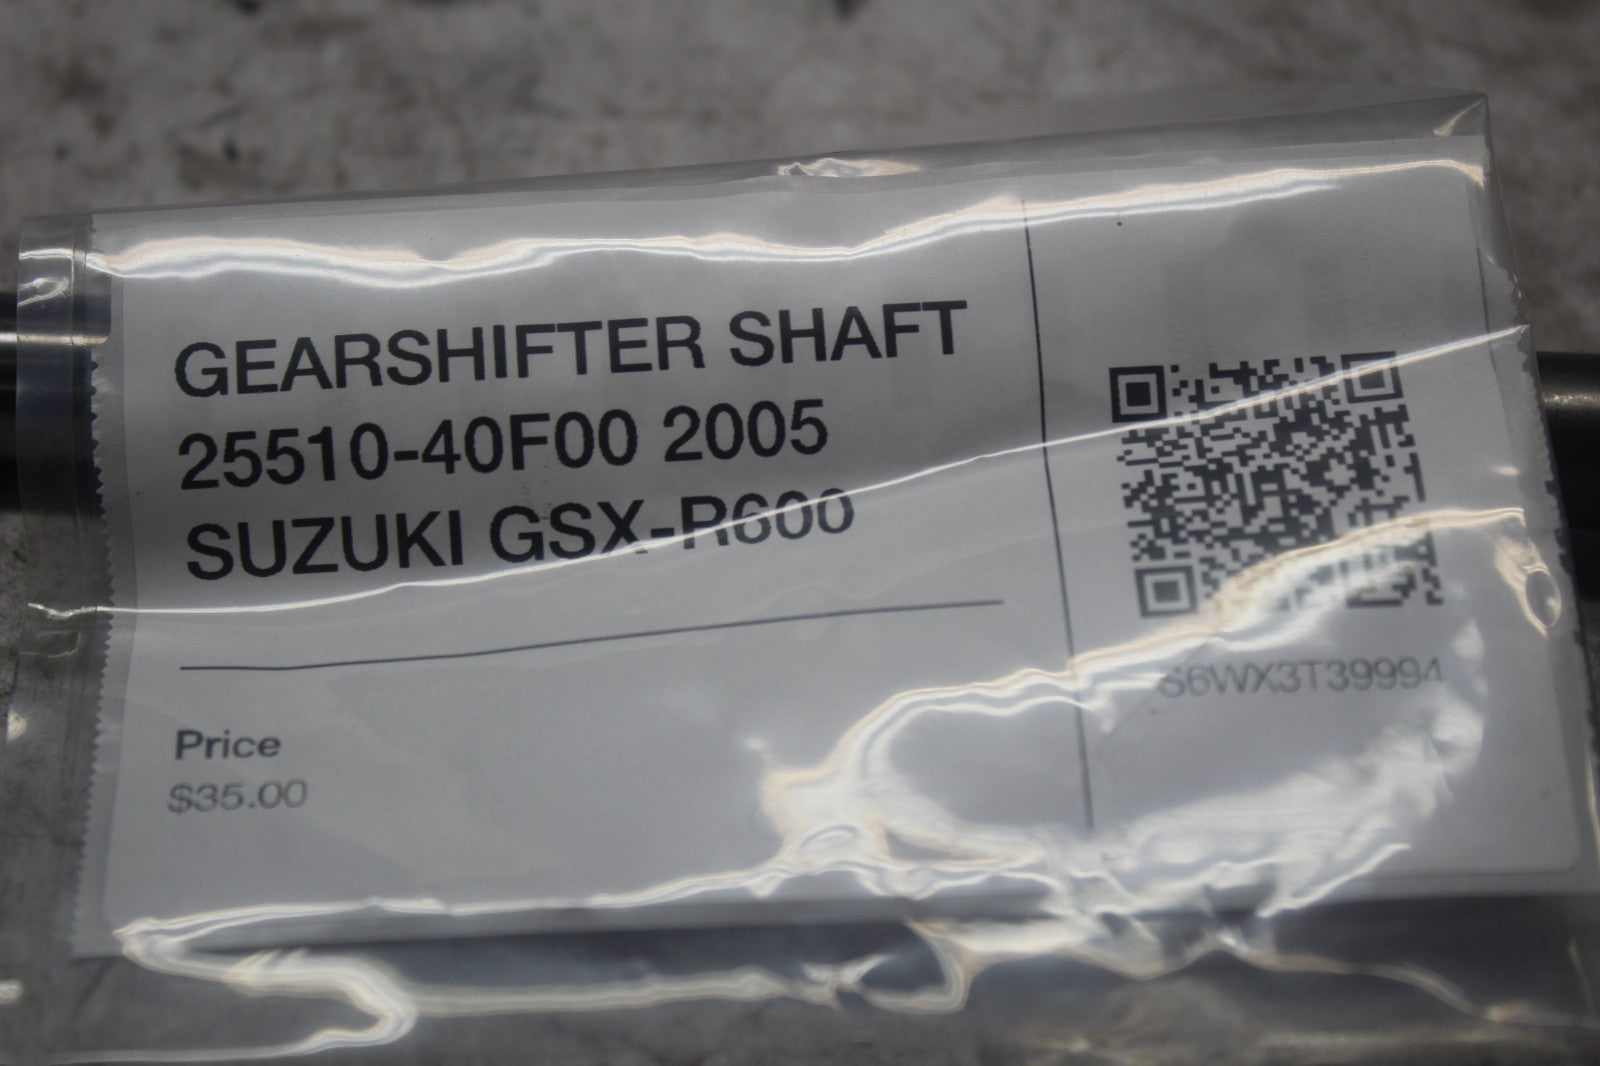 GEARSHIFTER SHAFT
25510-40F00 2005
SUZUKI GSX-R600
S6WX3T39994
Price
$35.00